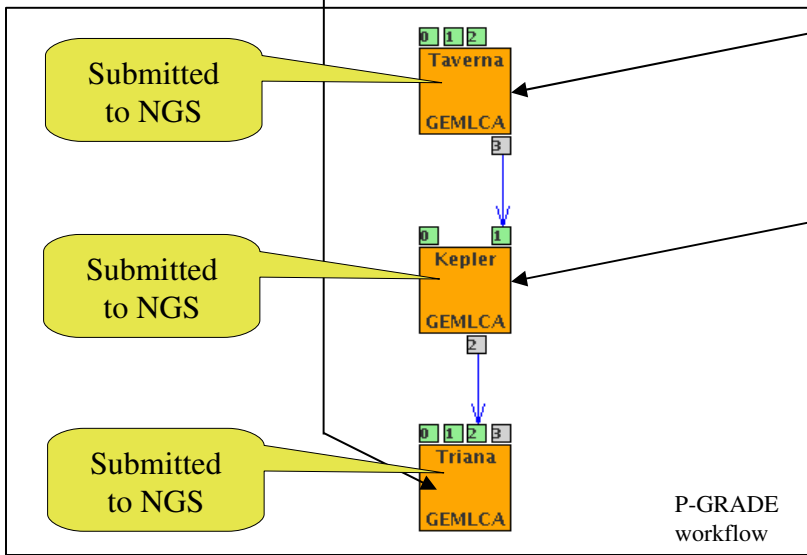 0 1 2
Taverna
GEMLCA
3
Submitted
to NGS
0 1
Kepler
GEMLCA
2
Submitted
to NGS
0 1 2 3
Triana
GEMLCA
Submitted
to NGS
P-GRADE
workflow